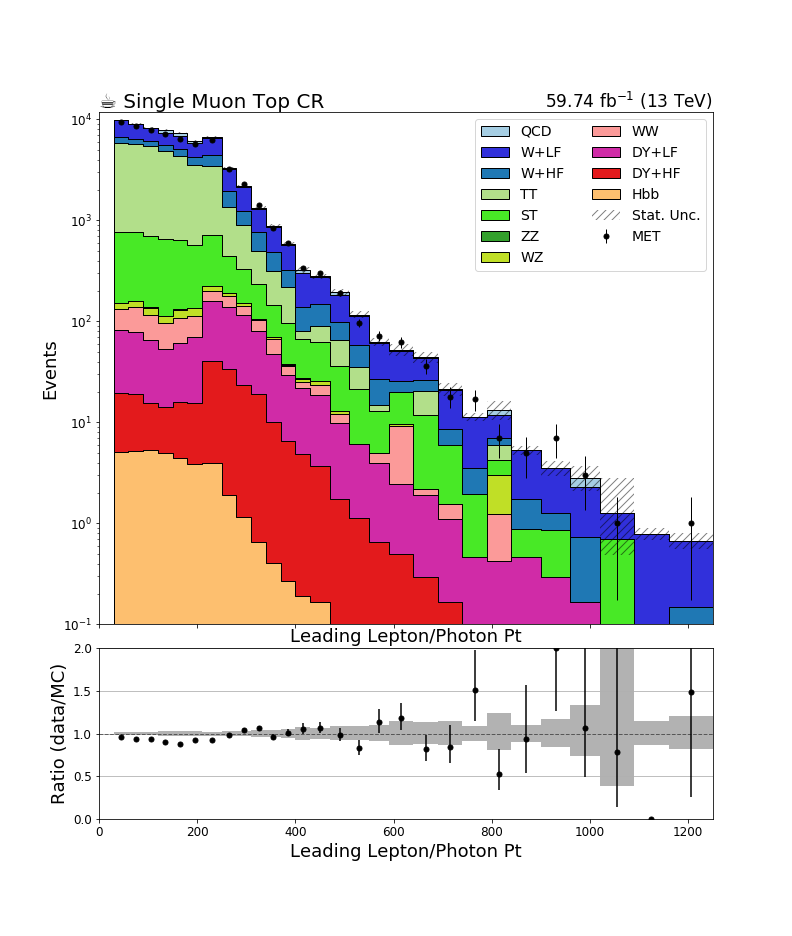 ☕ Single Muon Top CR
59.74 fb⁻¹ (13 TeV)
QCD
W+LF
W+HF
TT
ST
ZZ
WZ
WW
DY+LF
DY+HF
Hbb
Stat. Unc.
MET
Events
10⁴
10³
10²
10¹
10⁰
10⁻¹
Leading Lepton/Photon Pt
Ratio (data/MC)
2.0
1.5
1.0
0.5
0.0
0 200 400 600 800 1000 1200
Leading Lepton/Photon Pt